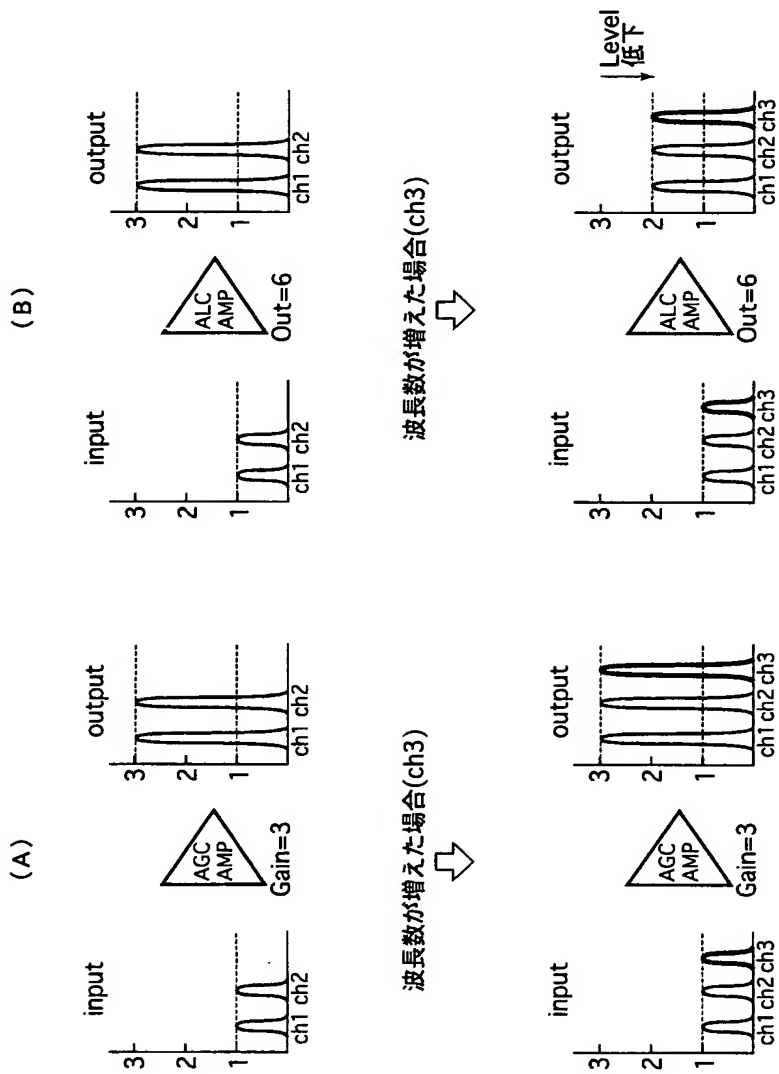 (A)
input
3
2
1
ch1 ch2
AGC
AMP
Gain=3
output
3
2
1
ch1 ch2
波長数が増えた場合(ch3)
input
3
2
1
ch1 ch2 ch3
AGC
AMP
Gain=3
output
3
2
1
ch1 ch2 ch3
(B)
input
3
2
1
ch1 ch2
ALC
AMP
Out=6
output
3
2
1
ch1 ch2
波長数が増えた場合(ch3)
input
3
2
1
ch1 ch2 ch3
ALC
AMP
Out=6
output
3
2
1
ch1 ch2 ch3
Level
低下